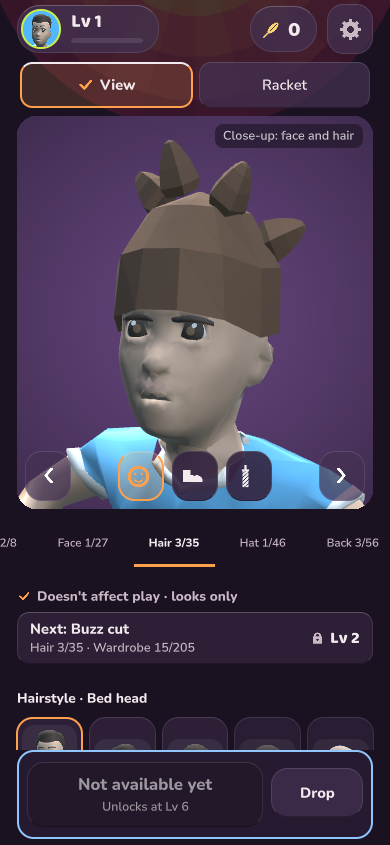 Lv 1
0
View
Racket
Close-up: face and hair
2/8
Face 1/27
Hair 3/35
Hat 1/46
Back 3/56
Doesn't affect play · looks only
Next: Buzz cut
Hair 3/35 · Wardrobe 15/205
Lv 2
Hairstyle · Bed head
Not available yet
Unlocks at Lv 6
Drop